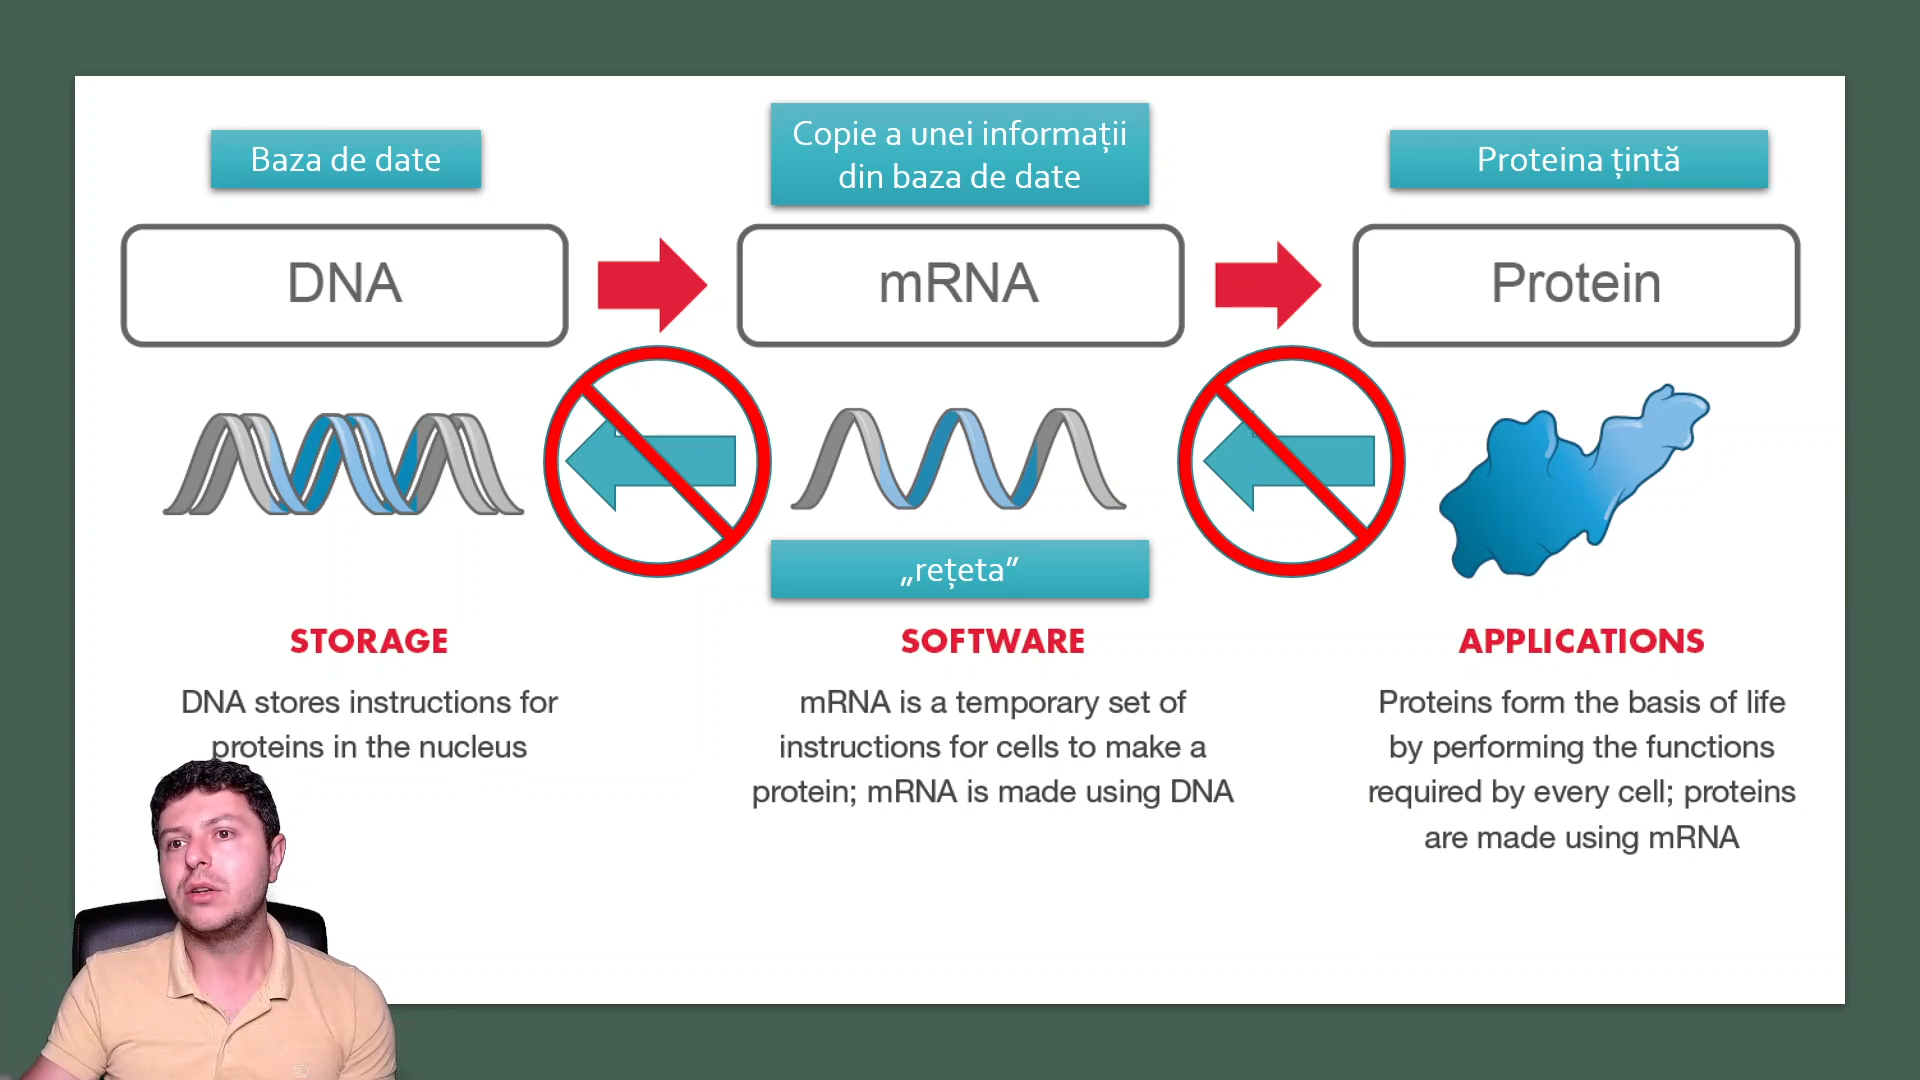 Baza de date
Copie a unei informații
din baza de date
Proteina țintă
DNA
mRNA
Protein
„rețeta”
STORAGE
DNA stores instructions for
proteins in the nucleus
SOFTWARE
mRNA is a temporary set of
instructions for cells to make a
protein; mRNA is made using DNA
APPLICATIONS
Proteins form the basis of life
by performing the functions
required by every cell; proteins
are made using mRNA